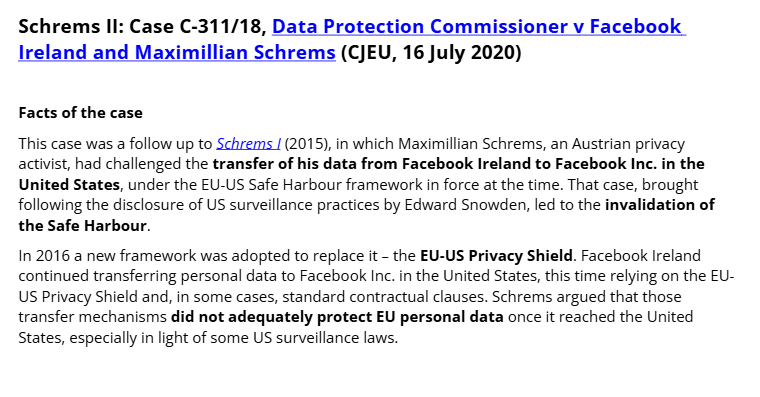 Schrems II: Case C-311/18, Data Protection Commissioner v Facebook
Ireland and Maximillian Schrems (CJEU, 16 July 2020)
Facts of the case
This case was a follow up to Schrems I (2015), in which Maximillian Schrems, an Austrian privacy
activist, had challenged the transfer of his data from Facebook Ireland to Facebook Inc. in the
United States, under the EU-US Safe Harbour framework in force at the time. That case, brought
following the disclosure of US surveillance practices by Edward Snowden, led to the invalidation of
the Safe Harbour.
In 2016 a new framework was adopted to replace it – the EU-US Privacy Shield. Facebook Ireland
continued transferring personal data to Facebook Inc. in the United States, this time relying on the EU-
US Privacy Shield and, in some cases, standard contractual clauses. Schrems argued that those
transfer mechanisms did not adequately protect EU personal data once it reached the United
States, especially in light of some US surveillance laws.